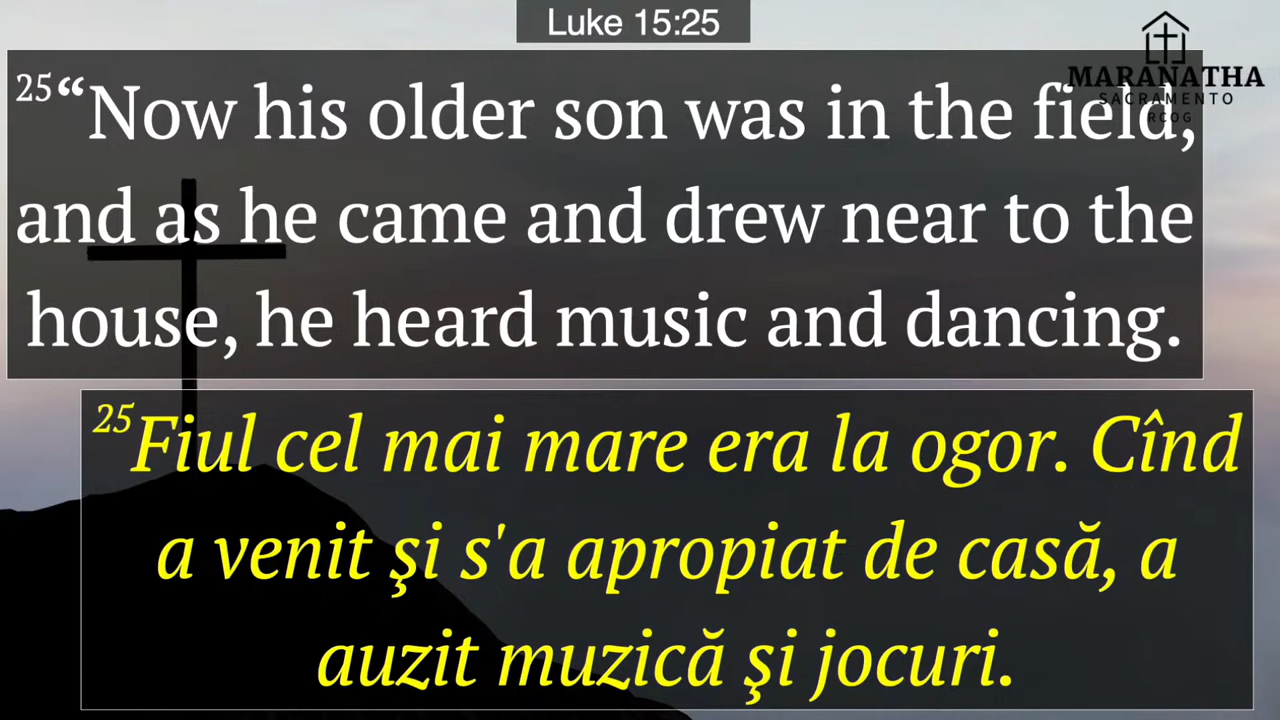 Luke 15:25
MARANATHA
SACRAMENTO
RCOG
25“Now his older son was in the field,
and as he came and drew near to the
house, he heard music and dancing.
25Fiul cel mai mare era la ogor. Cînd
a venit şi s'a apropiat de casă, a
auzit muzică şi jocuri.